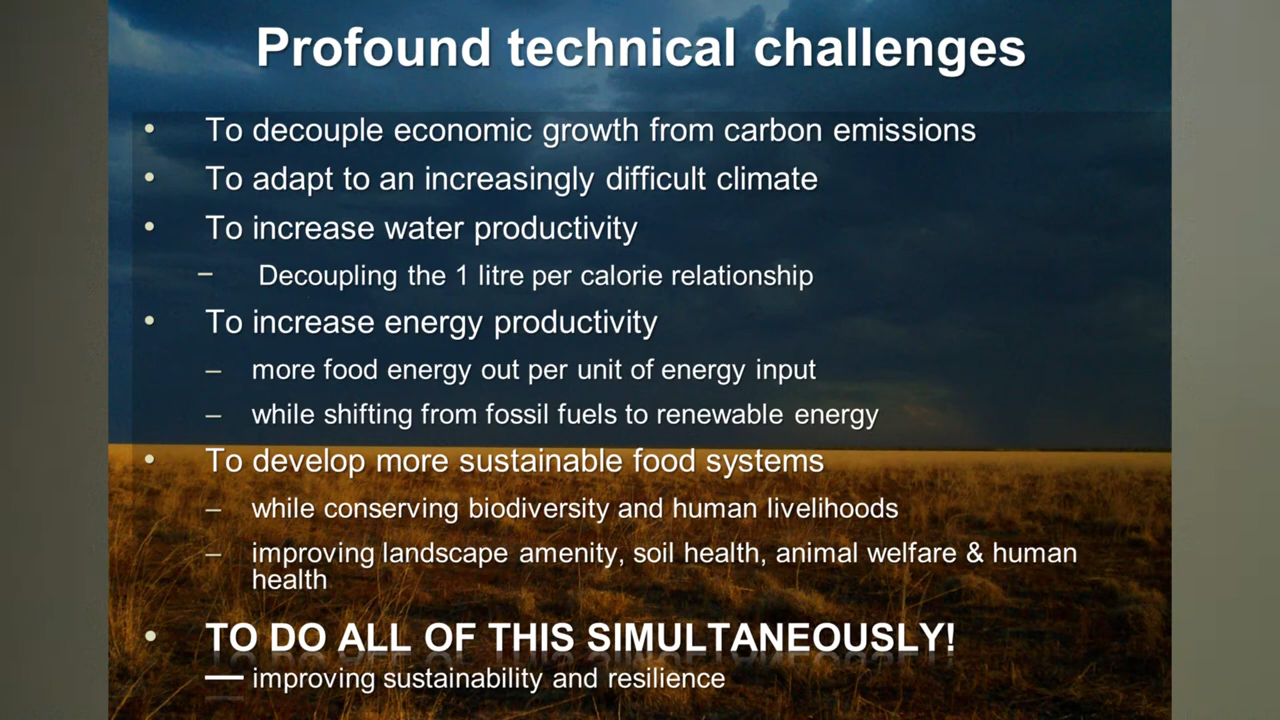 Profound technical challenges
• To decouple economic growth from carbon emissions
• To adapt to an increasingly difficult climate
• To increase water productivity
– Decoupling the 1 litre per calorie relationship
• To increase energy productivity
– more food energy out per unit of energy input
– while shifting from fossil fuels to renewable energy
• To develop more sustainable food systems
– while conserving biodiversity and human livelihoods
– improving landscape amenity, soil health, animal welfare & human
health
• TO DO ALL OF THIS SIMULTANEOUSLY!
— improving sustainability and resilience